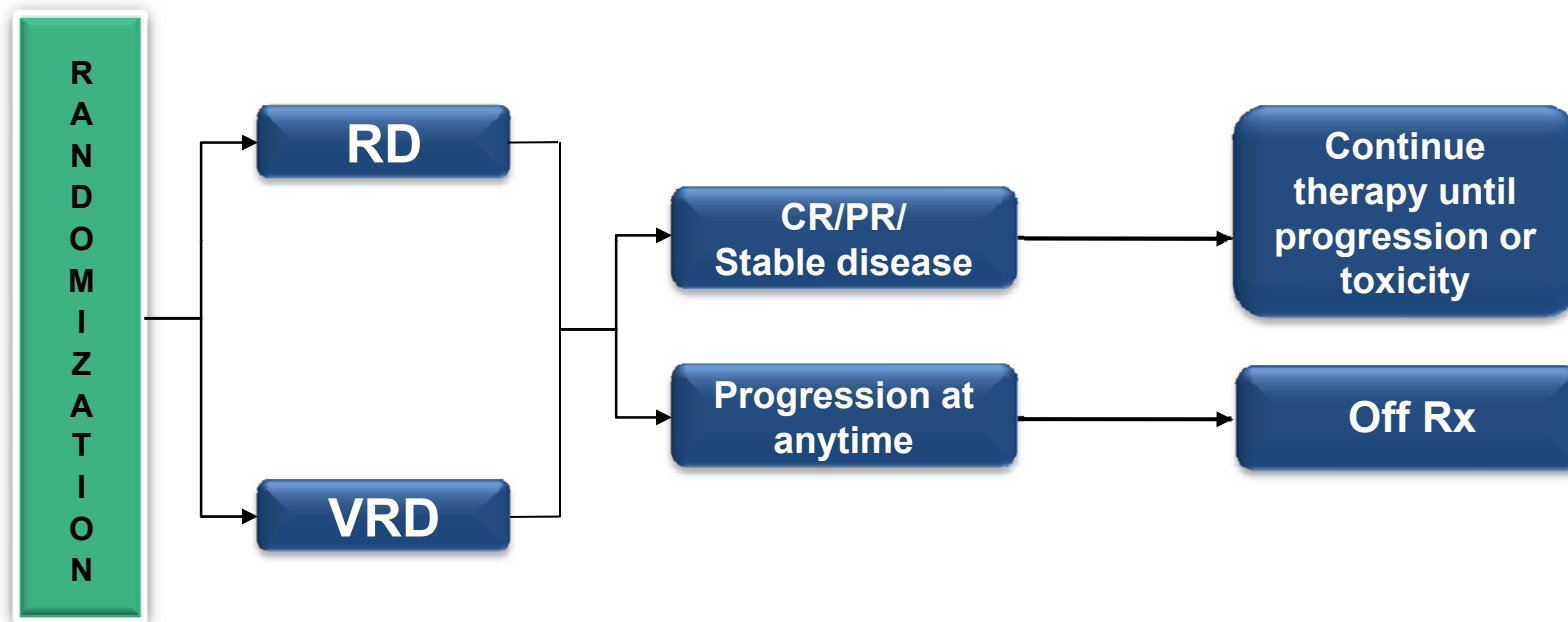 RANDOMIZATION
RD
VRD
CR/PR/
Stable disease
Progression at
anytime
Continue
therapy until
progression or
toxicity
Off Rx